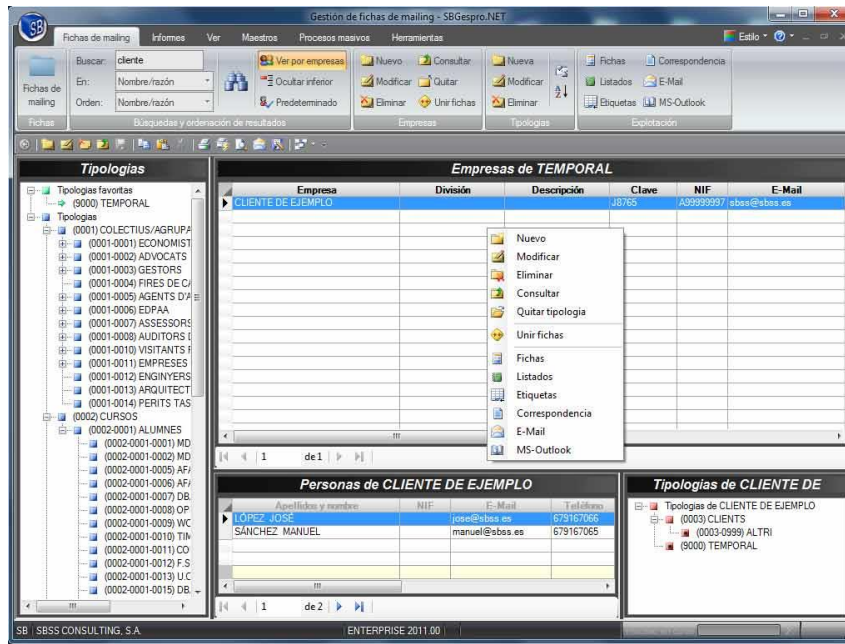 Gestión de fichas de mailing - SBGespro.NET
SB
Fichas de mailing Informes Ver Maestros Procesos masivos Herramientas Estilo
Fichas de mailing
Buscar: cliente
En: Nombre/razón
Orden: Nombre/razón
Ver por empresas
Ocultar inferior
Predeterminado
Nuevo Consultar
Modificar Quitar
Eliminar Unir fichas
Nueva
Modificar
Eliminar
Fichas Correspondencia
Listados E-Mail
Etiquetas MS-Outlook
Fichas Búsquedas y ordenación de resultados Empresas Tipologías Explotación
Tipologías
Tipologías favoritas
(9000) TEMPORAL
Tipologías
(0001) COLECTIUS/AGRUPA
(0001-0001) ECONOMIST
(0001-0002) ADVOCATS
(0001-0003) GESTORS
(0001-0004) FIRES DE CA
(0001-0005) AGENTS D'A
(0001-0006) EDPAA
(0001-0007) ASSESSORS
(0001-0008) AUDITORS
(0001-0010) VISITANTS
(0001-0011) EMPRESES
(0001-0012) ENGINYERS
(0001-0013) ARQUITECT
(0001-0014) PERITS TAS
(0002) CURSOS
(0002-0001) ALUMNES
(0002-0001-0001) MD
(0002-0001-0002) MD
(0002-0001-0005) AFA
(0002-0001-0006) AFA
(0002-0001-0007) DB.
(0002-0001-0008) OP
(0002-0001-0009) WC
(0002-0001-0010) TIM
(0002-0001-0011) CO
(0002-0001-0012) F.S
(0002-0001-0013) U.C
(0002-0001-0015) DB.
Empresas de TEMPORAL
Empresa División Descripción Clave NIF E-Mail
CLIENTE DE EJEMPLO J8765 A99999997 sbss@sbss.es
Nuevo
Modificar
Eliminar
Consultar
Quitar tipologia
Unir fichas
Fichas
Listados
Etiquetas
Correspondencia
E-Mail
MS-Outlook
1 de 1
Personas de CLIENTE DE EJEMPLO
Apellidos y nombre NIF E-Mail Teléfono
LÓPEZ JOSÉ jose@sbss.es 679167066
SÁNCHEZ MANUEL manuel@sbss.es 679167065
1 de 2
Tipologías de CLIENTE DE
Tipologías de CLIENTE DE EJEMPLO
(0003) CLIENTS
(0003-0999) ALTRI
(9000) TEMPORAL
SB SBSS CONSULTING, S.A. ENTERPRISE 2011.00